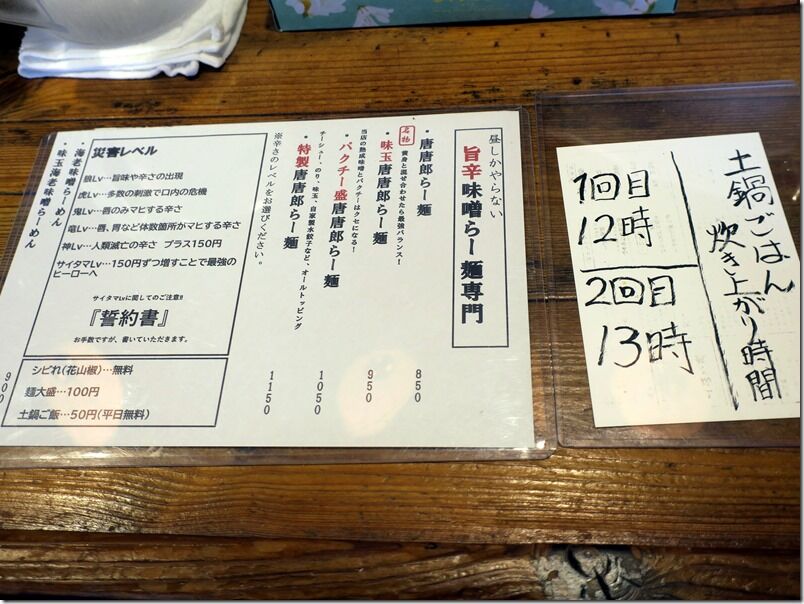 昼しかやらない
旨辛味噌らー麺専門
・唐唐郎らー麺 850
名物
黄身と混ぜ合わせたら最強バランス!
・味玉唐唐郎らー麺 950
当店の熟成味噌とパクチーはクセになる!
・パクチー盛唐唐郎らー麺 1050
チーシュー、のり、味玉、自家製水餃子など、オールトッピング
・特製唐唐郎らー麺 1150
※辛さのレベルをお選びください。
災害レベル
狼Lv…旨味や辛さの出現
虎Lv…多数の刺激で口内の危機
鬼Lv…唇のみマヒする辛さ
竜Lv…唇、胃など体数箇所がマヒする辛さ
神Lv…人類滅亡の辛さ プラス150円
サイタマLv…150円ずつ増すことで最強の
ヒーローへ
サイタマLvに関してのご注意!!
『誓約書』
お手数ですが、書いていただきます。
シビれ(花山椒)…無料
麺大盛…100円
土鍋ご飯…50円(平日無料)
・海老味噌らーめん 900
・味玉海老味噌らーめん
土鍋ごはん
炊き上がり時間
1回目
12時
2回目
13時